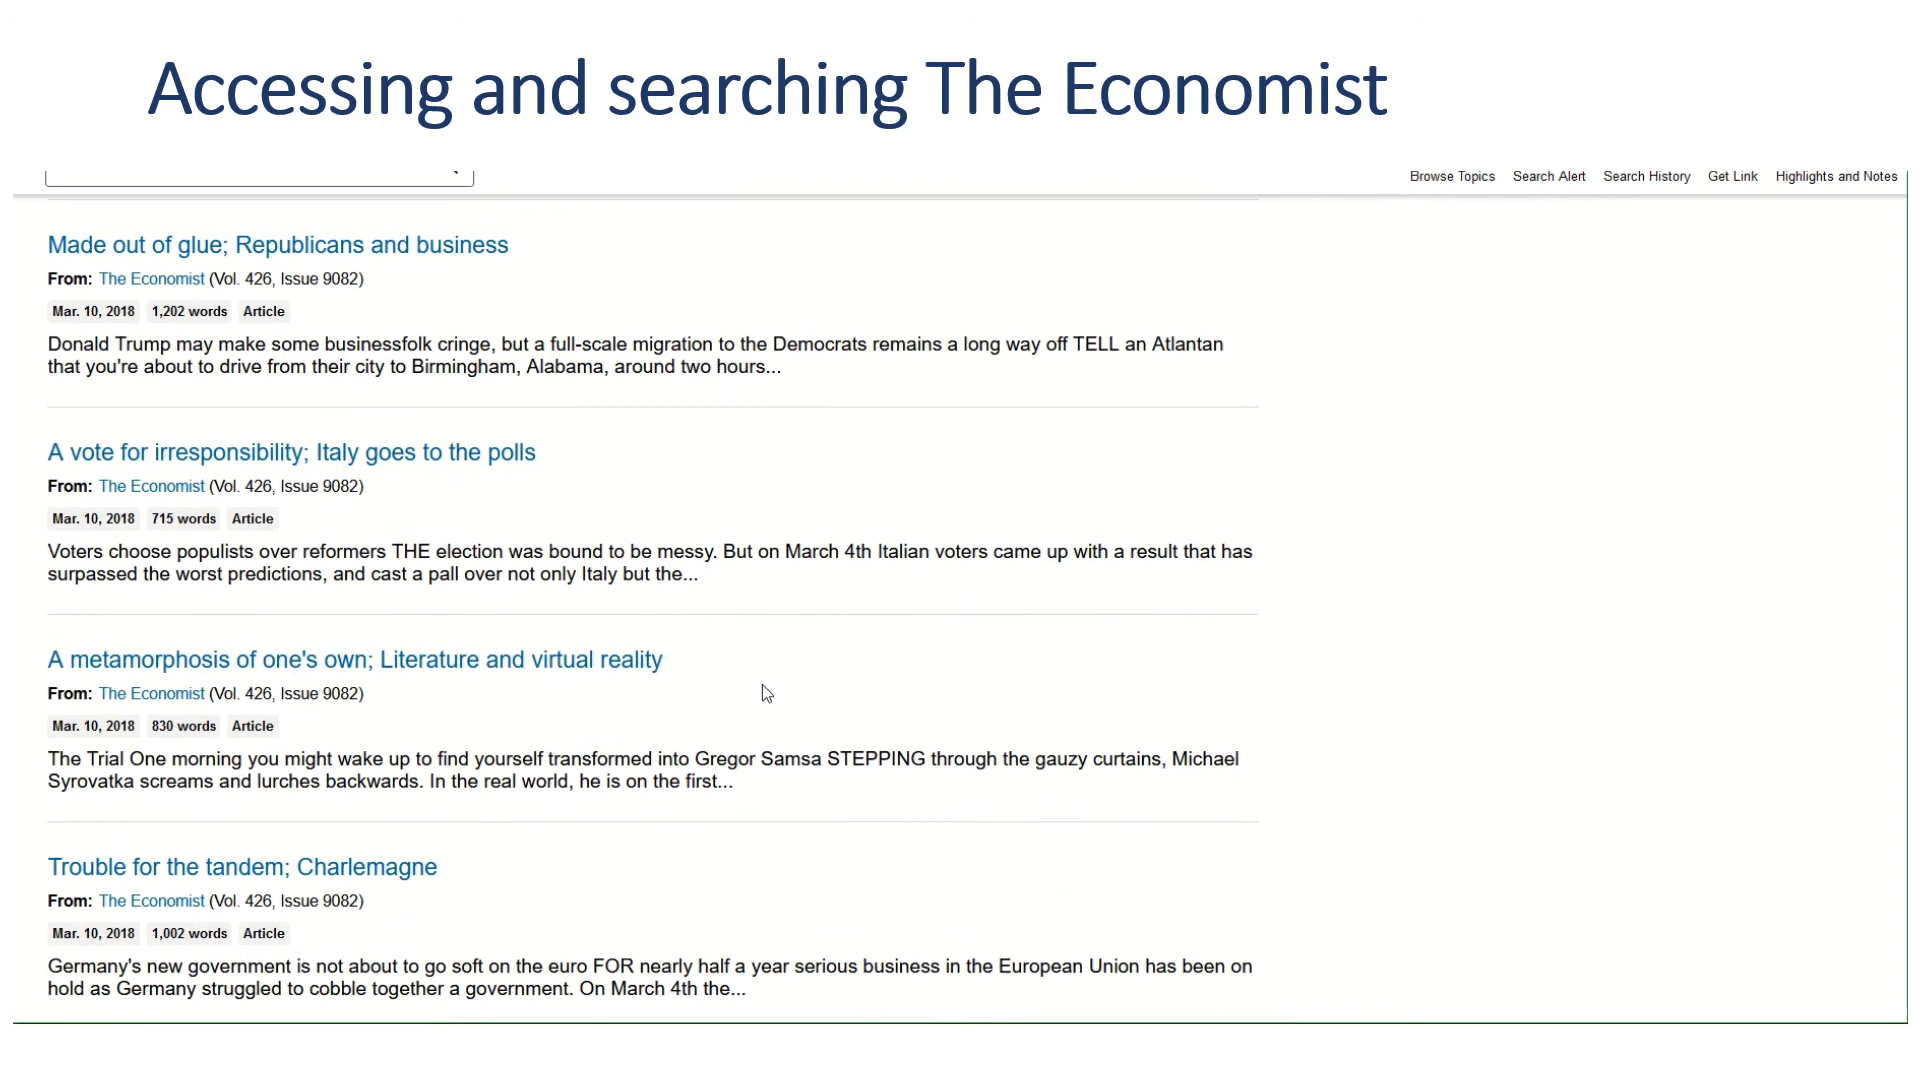 Accessing and searching The Economist
Browse Topics Search Alert Search History Get Link Highlights and Notes
Made out of glue; Republicans and business
From: The Economist (Vol. 426, Issue 9082)
Mar. 10, 2018 1,202 words Article
Donald Trump may make some businessfolk cringe, but a full-scale migration to the Democrats remains a long way off TELL an Atlantan
that you're about to drive from their city to Birmingham, Alabama, around two hours...
A vote for irresponsibility; Italy goes to the polls
From: The Economist (Vol. 426, Issue 9082)
Mar. 10, 2018 715 words Article
Voters choose populists over reformers THE election was bound to be messy. But on March 4th Italian voters came up with a result that has
surpassed the worst predictions, and cast a pall over not only Italy but the...
A metamorphosis of one's own; Literature and virtual reality
From: The Economist (Vol. 426, Issue 9082)
Mar. 10, 2018 830 words Article
The Trial One morning you might wake up to find yourself transformed into Gregor Samsa STEPPING through the gauzy curtains, Michael
Syrovatka screams and lurches backwards. In the real world, he is on the first...
Trouble for the tandem; Charlemagne
From: The Economist (Vol. 426, Issue 9082)
Mar. 10, 2018 1,002 words Article
Germany's new government is not about to go soft on the euro FOR nearly half a year serious business in the European Union has been on
hold as Germany struggled to cobble together a government. On March 4th the...